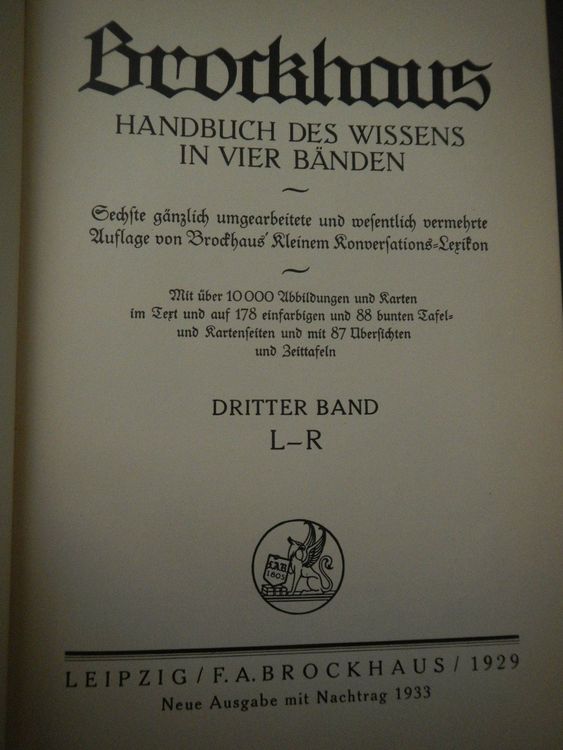 Brockhaus
HANDBUCH DES WISSENS
IN VIER BÄNDEN
Sechste gänzlich umgearbeitete und wesentlich vermehrte
Auflage von Brockhaus' Kleinem Konversations-Lexikon
Mit über 10000 Abbildungen und Karten
im Text und auf 178 einfarbigen und 88 bunten Tafel-
und Kartenseiten und mit 87 Übersichten
und Zeittafeln
DRITTER BAND
L–R
F.A.B.
1805
LEIPZIG / F. A. BROCKHAUS / 1929
Neue Ausgabe mit Nachtrag 1933